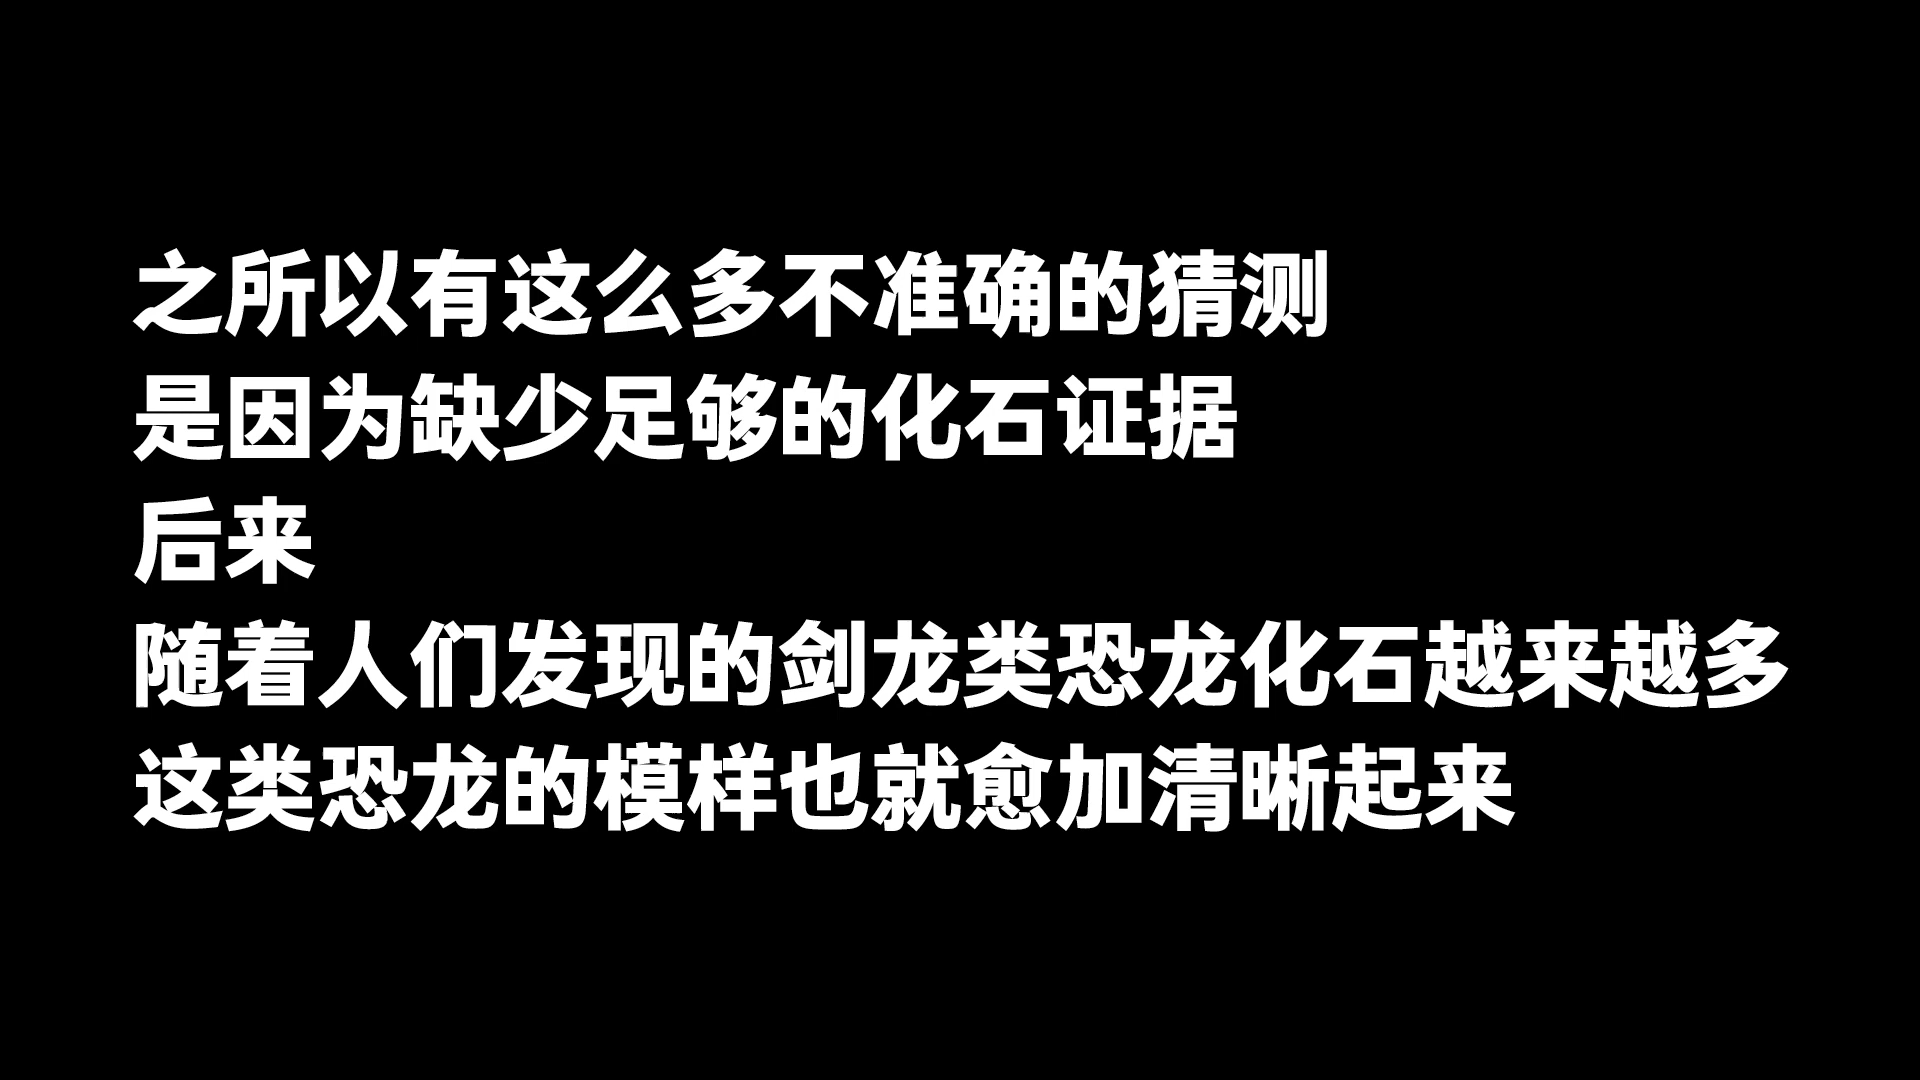 之所以有这么多不准确的猜测
是因为缺少足够的化石证据
后来
随着人们发现的剑龙类恐龙化石越来越多
这类恐龙的模样也就愈加清晰起来